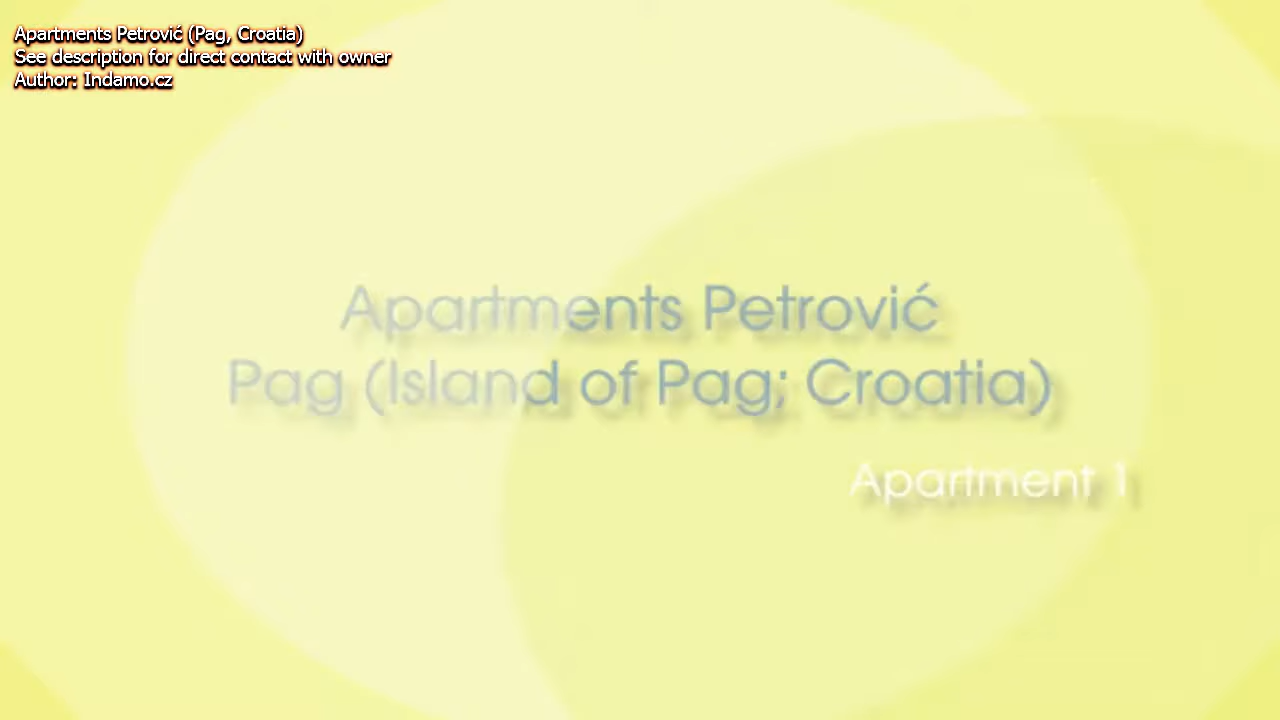 Apartments Petrović (Pag, Croatia)
See description for direct contact with owner
Author: Indamo.cz
Apartments Petrović
Pag (Island of Pag; Croatia)
Apartment 1